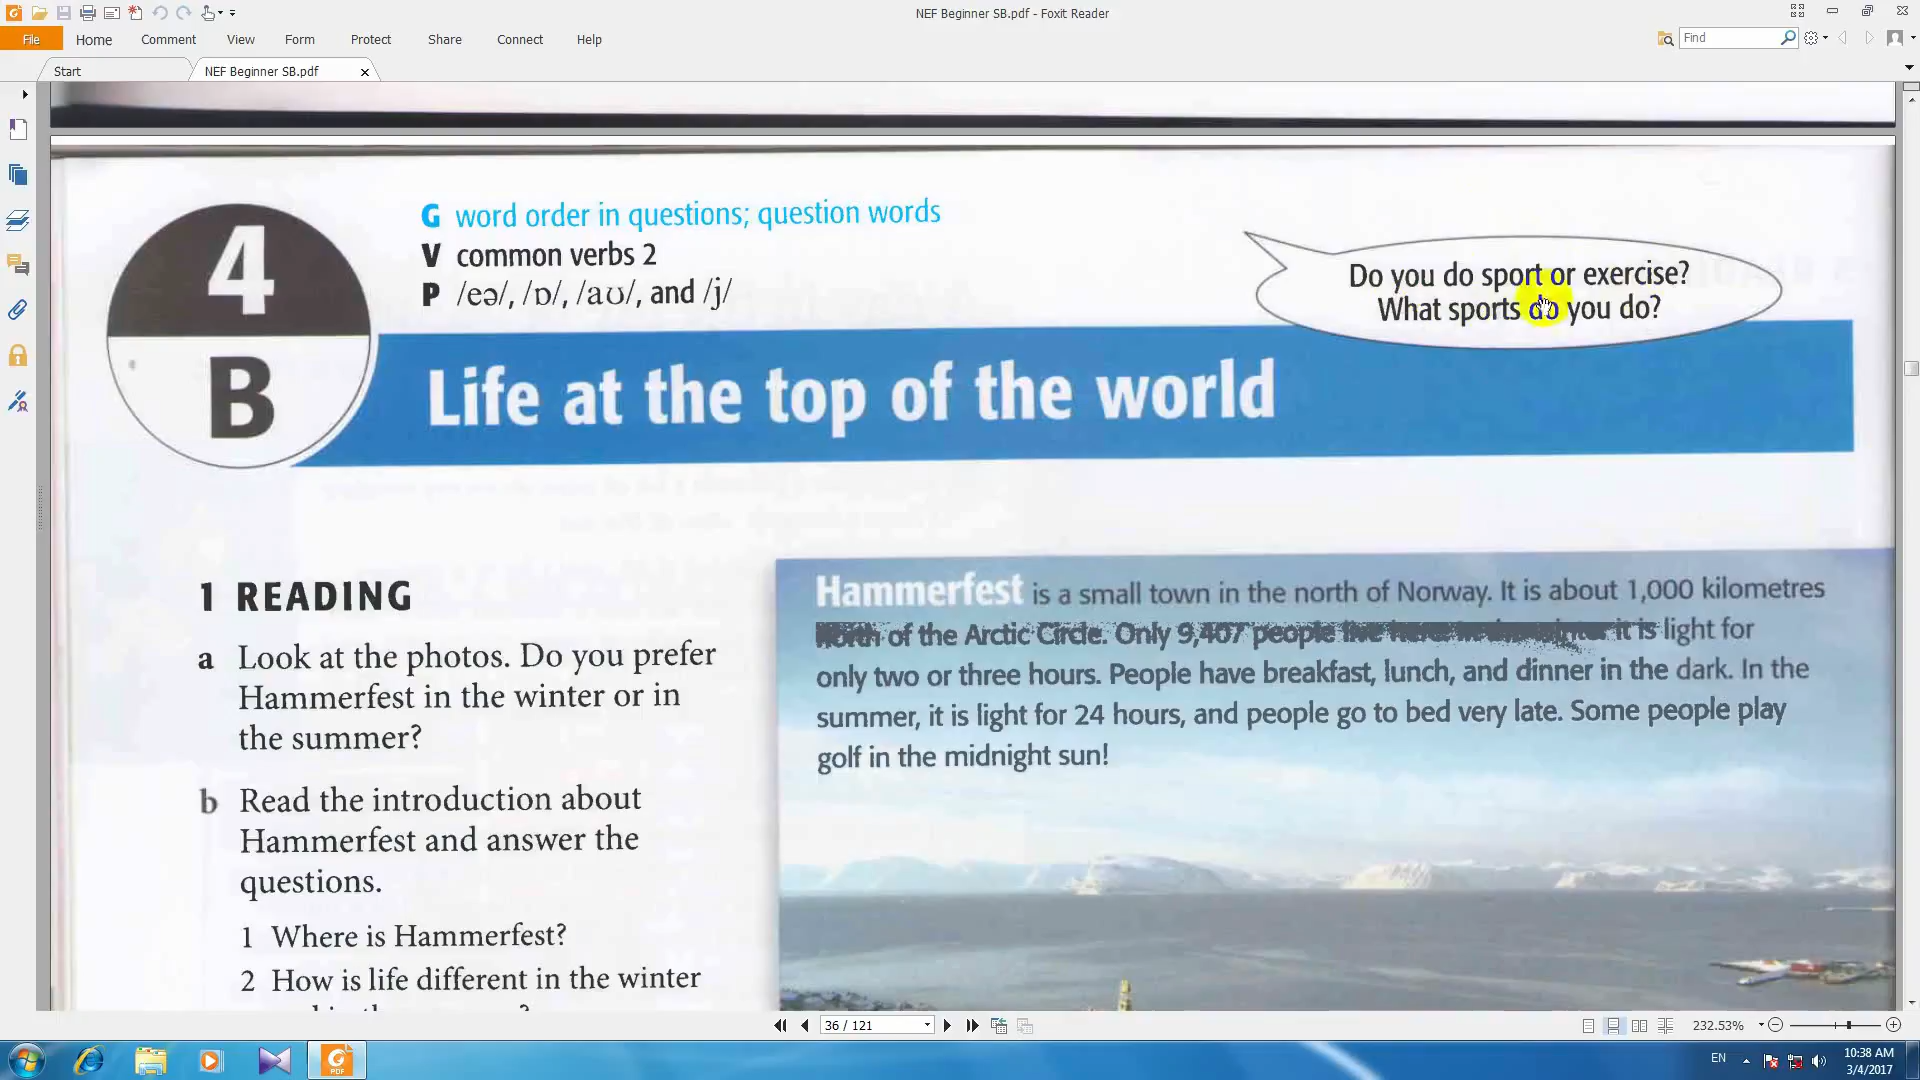 NEF Beginner SB.pdf - Foxit Reader
File Home Comment View Form Protect Share Connect Help
Find
Start
NEF Beginner SB.pdf
4
B
G word order in questions; question words
V common verbs 2
P /eə/, /ɒ/, /aʊ/, and /j/
Do you do sport or exercise?
What sports do you do?
Life at the top of the world
1 READING
a Look at the photos. Do you prefer
Hammerfest in the winter or in
the summer?
b Read the introduction about
Hammerfest and answer the
questions.
1 Where is Hammerfest?
2 How is life different in the winter
Hammerfest is a small town in the north of Norway. It is about 1,000 kilometres
north of the Arctic Circle. Only 9,407 people live here. In the winter it is light for
only two or three hours. People have breakfast, lunch, and dinner in the dark. In the
summer, it is light for 24 hours, and people go to bed very late. Some people play
golf in the midnight sun!
36 / 121
232.53%
PDF
EN
10:38 AM
3/4/2017